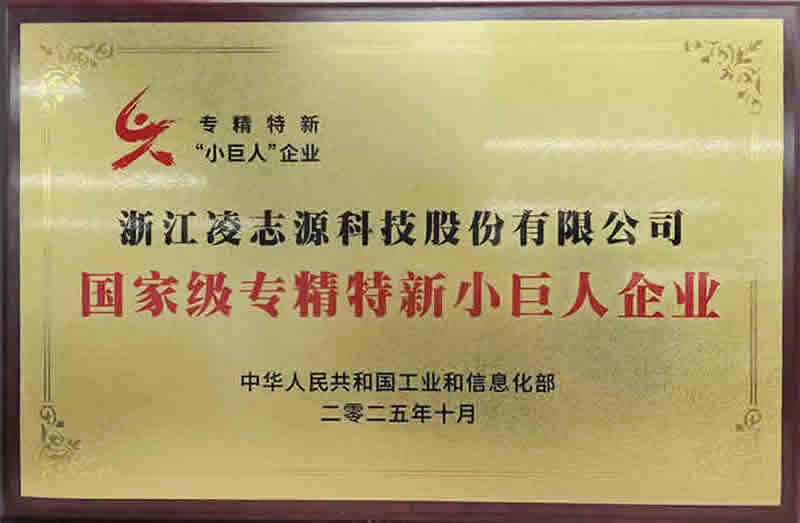 专精特新
“小巨人”企业
浙江凌志源科技股份有限公司
国家级专精特新小巨人企业
中华人民共和国工业和信息化部
二零二五年十月